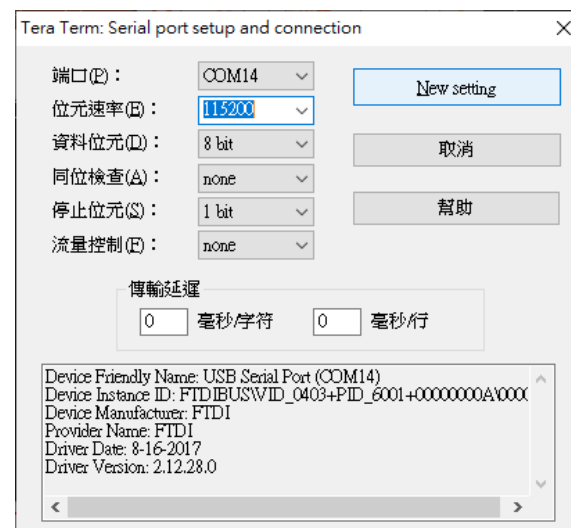 Tera Term: Serial port setup and connection
端口(P)： COM14 New setting
位元速率(E)： 115200
資料位元(D)： 8 bit 取消
同位檢查(A)： none
停止位元(S)： 1 bit 幫助
流量控制(F)： none
傳輸延遲
0 毫秒/字符 0 毫秒/行
Device Friendly Name: USB Serial Port (COM14)
Device Instance ID: FTDIBUS\VID_0403+PID_6001+00000000A\000
Device Manufacturer: FTDI
Provider Name: FTDI
Driver Date: 8-16-2017
Driver Version: 2.12.28.0